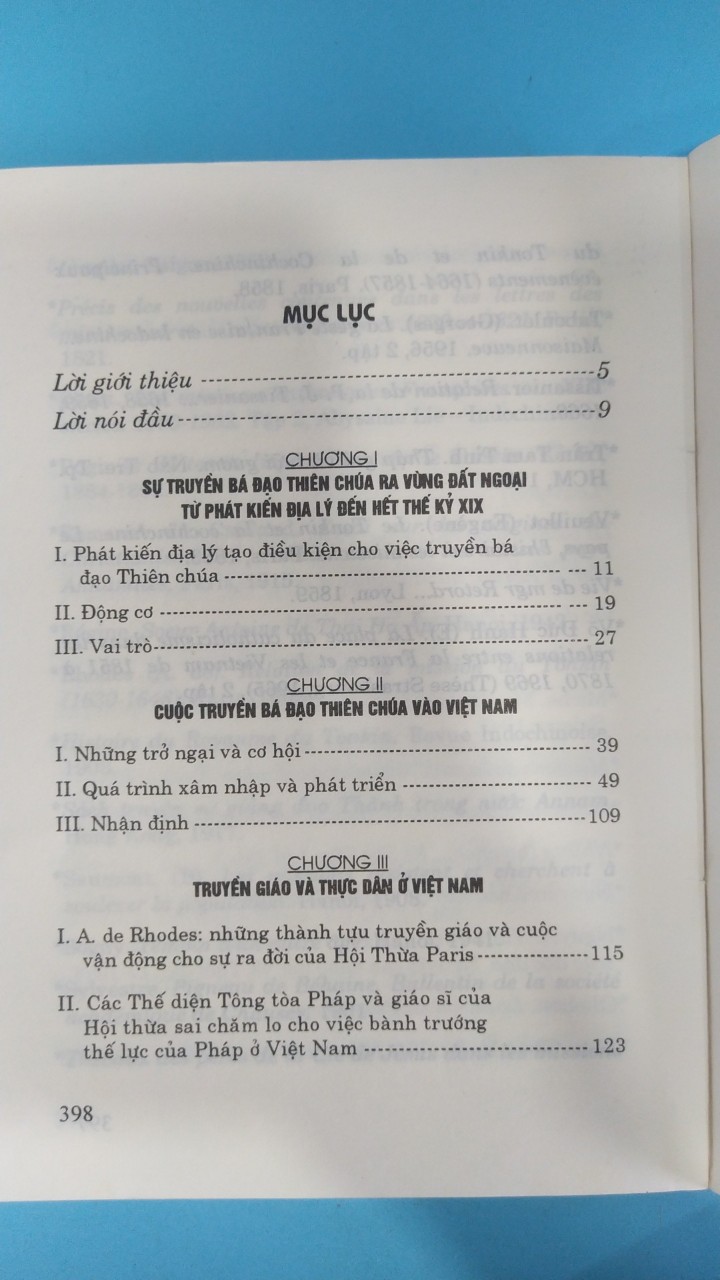 MỤC LỤC
Lời giới thiệu ---------------------------------------- 5
Lời nói đầu ---------------------------------------- 9
CHƯƠNG I
SỰ TRUYỀN BÁ ĐẠO THIÊN CHÚA RA VÙNG ĐẤT NGOẠI
TỪ PHÁT KIẾN ĐỊA LÝ ĐẾN HẾT THẾ KỶ XIX
I. Phát kiến địa lý tạo điều kiện cho việc truyền bá
đạo Thiên chúa ---------------------------------------- 11
II. Động cơ ---------------------------------------- 19
III. Vai trò ---------------------------------------- 27
CHƯƠNG II
CUỘC TRUYỀN BÁ ĐẠO THIÊN CHÚA VÀO VIỆT NAM
I. Những trở ngại và cơ hội ------------------------------ 39
II. Quá trình xâm nhập và phát triển -------------------- 49
III. Nhận định ---------------------------------------- 109
CHƯƠNG III
TRUYỀN GIÁO VÀ THỰC DÂN Ở VIỆT NAM
I. A. de Rhodes: những thành tựu truyền giáo và cuộc
vận động cho sự ra đời của Hội Thừa Paris --------------- 115
II. Các Thế diện Tông tòa Pháp và giáo sĩ của
Hội thừa sai chăm lo cho việc bành trướng
thế lực của Pháp ở Việt Nam ------------------------- 123
398